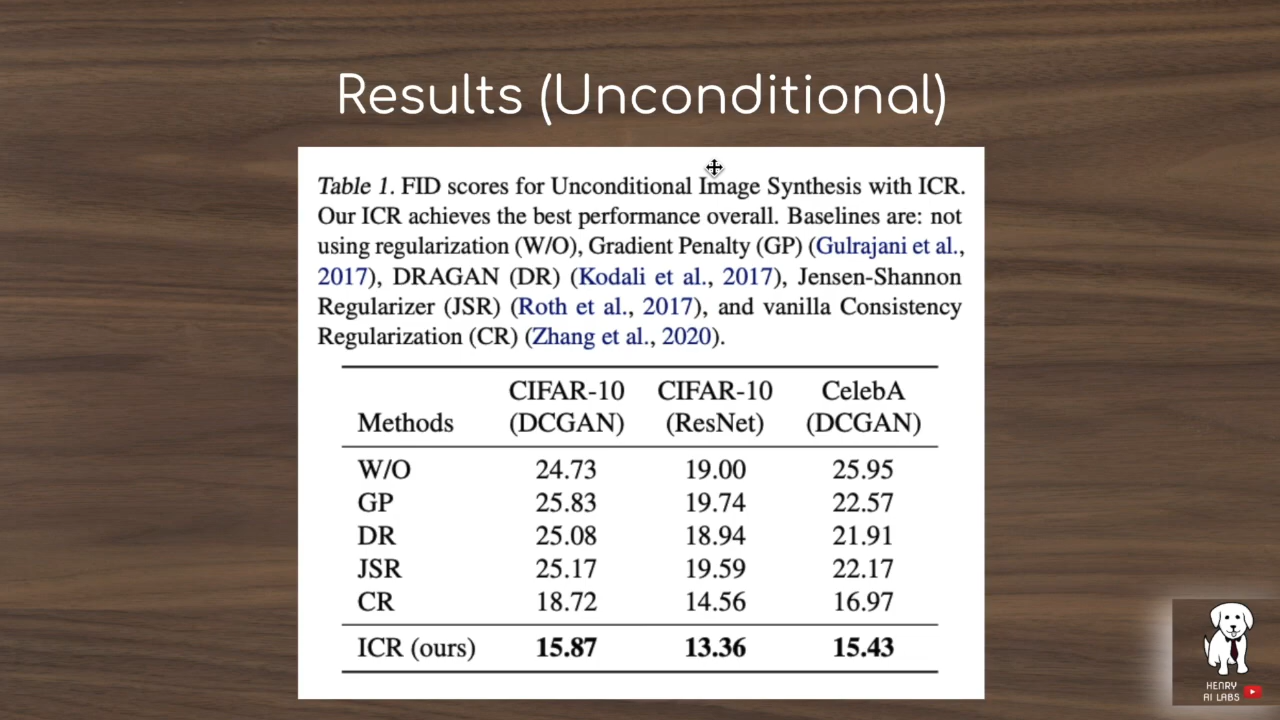 Results (Unconditional)
Table 1. FID scores for Unconditional Image Synthesis with ICR.
Our ICR achieves the best performance overall. Baselines are: not
using regularization (W/O), Gradient Penalty (GP) (Gulrajani et al.,
2017), DRAGAN (DR) (Kodali et al., 2017), Jensen-Shannon
Regularizer (JSR) (Roth et al., 2017), and vanilla Consistency
Regularization (CR) (Zhang et al., 2020).
CIFAR-10 CIFAR-10 CelebA
Methods (DCGAN) (ResNet) (DCGAN)
W/O 24.73 19.00 25.95
GP 25.83 19.74 22.57
DR 25.08 18.94 21.91
JSR 25.17 19.59 22.17
CR 18.72 14.56 16.97
ICR (ours) 15.87 13.36 15.43
HENRY
AI LABS